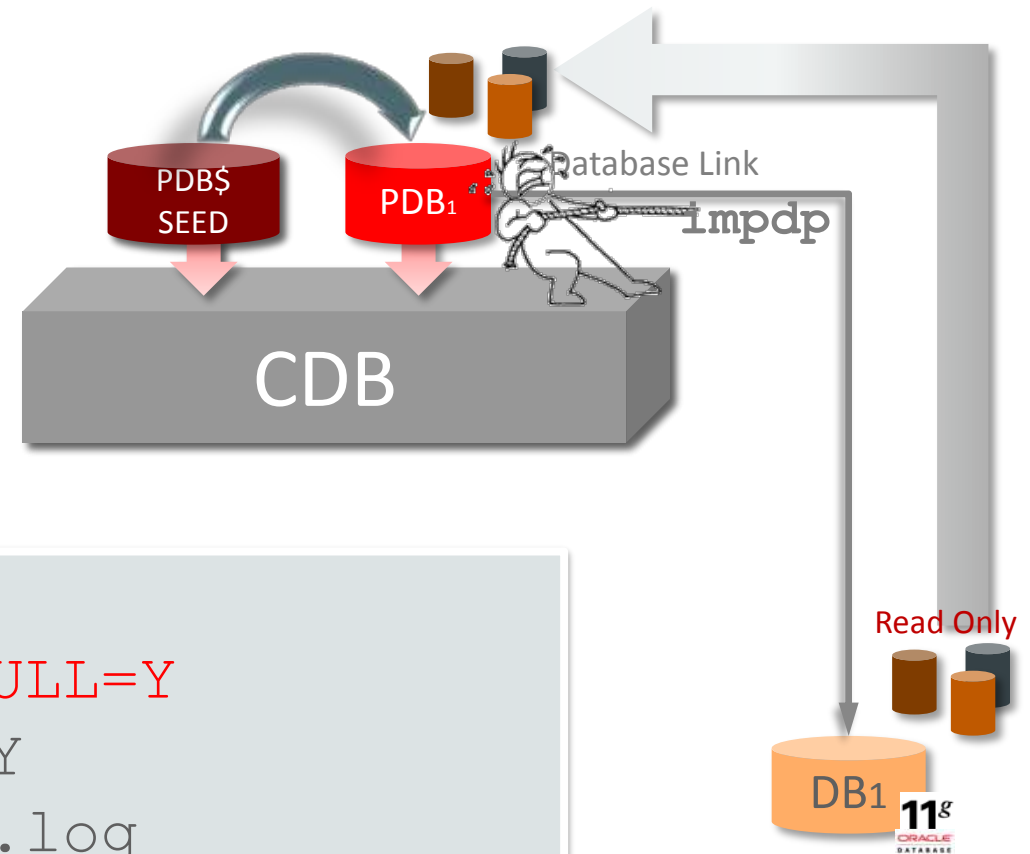 PDB$
SEED
PDB1
Database Link
impdp
CDB
Read Only
ULL=Y
Y
.log
DB1
11g
ORACLE
DATABASE